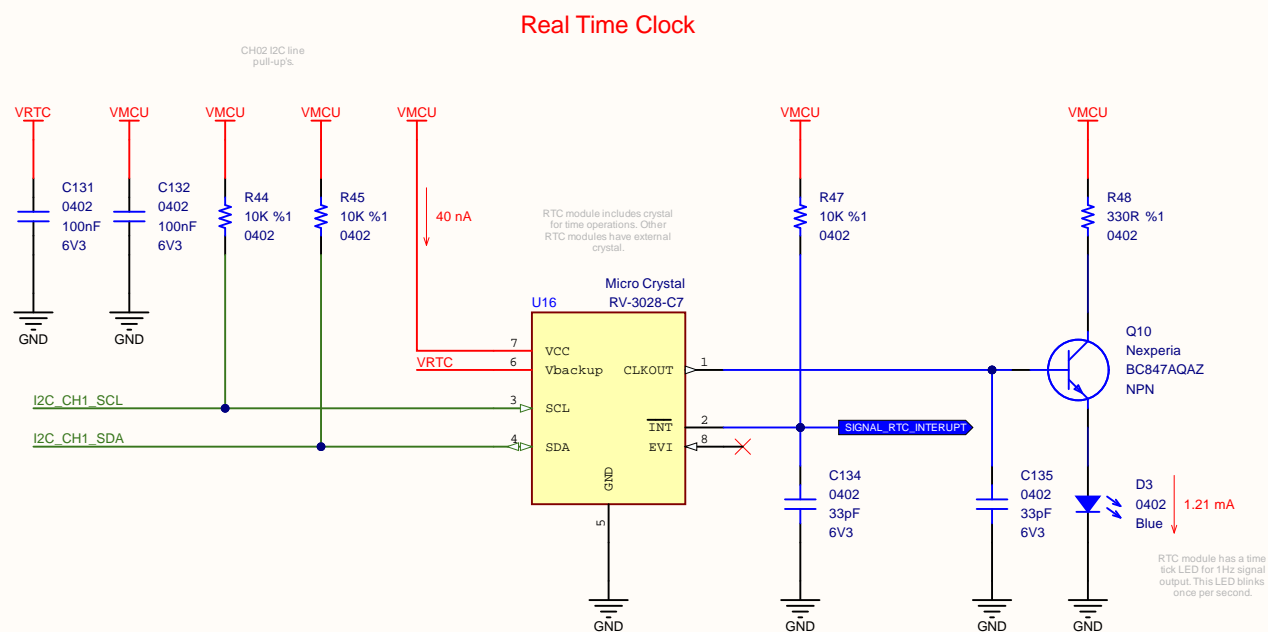 Real Time Clock
CH02 I2C line
pull-up's.
VRTC
VMCU
VMCU
VMCU
VMCU
VMCU
VMCU
C131
0402
100nF
6V3
C132
0402
100nF
6V3
R44
10K %1
0402
R45
10K %1
0402
40 nA
RTC module includes crystal
for time operations. Other
RTC modules have external
crystal.
R47
10K %1
0402
R48
330R %1
0402
GND
GND
Micro Crystal
U16
RV-3028-C7
7
VCC
VRTC
6
Vbackup
CLKOUT
1
I2C_CH1_SCL
3
SCL
INT
2
SIGNAL_RTC_INTERUPT
I2C_CH1_SDA
4
SDA
EVI
8
GND
5
Q10
Nexperia
BC847AQAZ
NPN
C134
0402
33pF
6V3
C135
0402
33pF
6V3
D3
0402
Blue
1.21 mA
RTC module has a time
tick LED for 1Hz signal
output. This LED blinks
once per second.
GND
GND
GND
GND